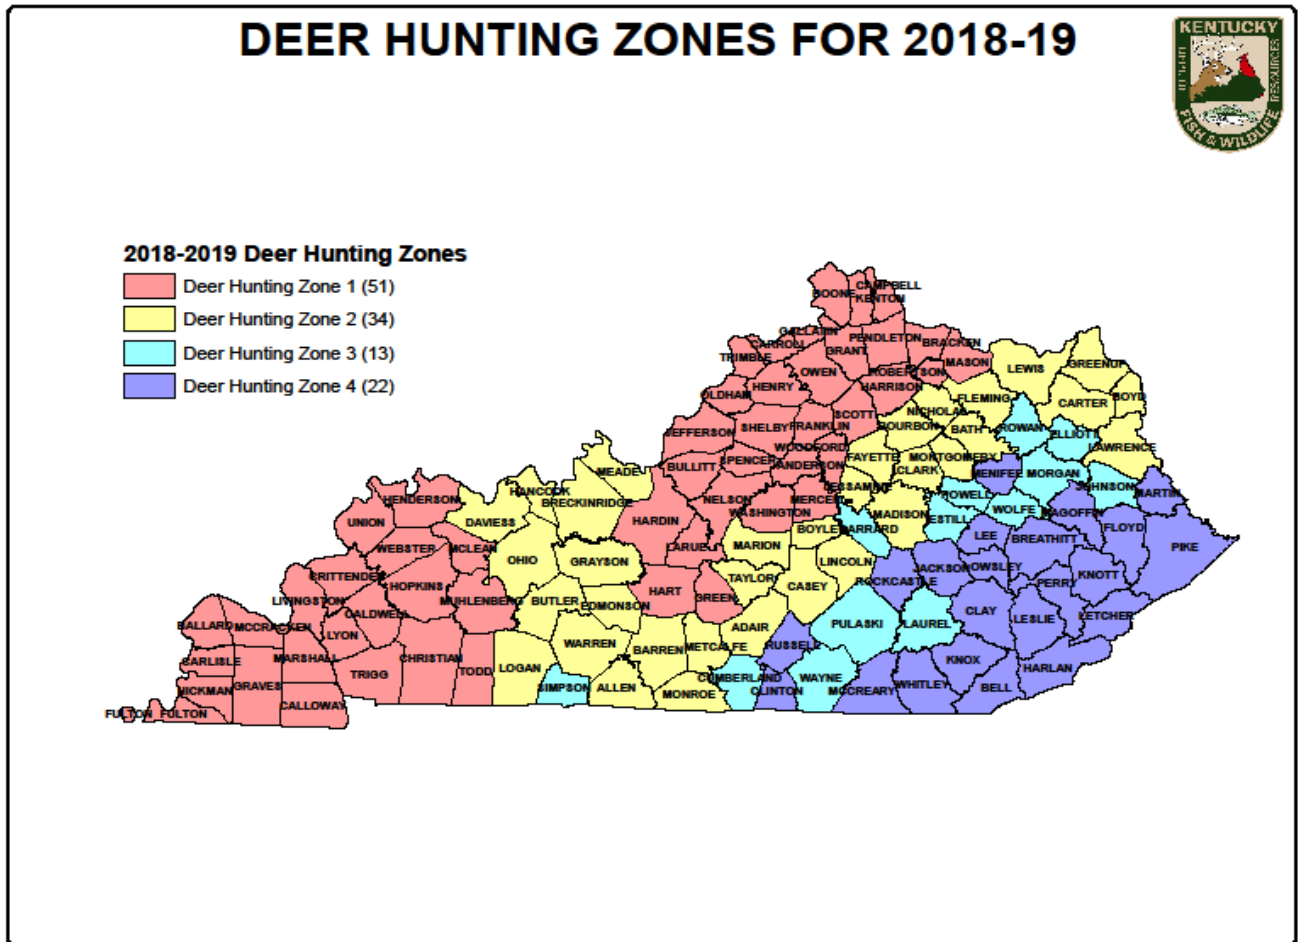 DEER HUNTING ZONES FOR 2018-19
KENTUCKY
DEPT. OF
RESOURCES
FISH & WILDLIFE
2018-2019 Deer Hunting Zones
Deer Hunting Zone 1 (51)
Deer Hunting Zone 2 (34)
Deer Hunting Zone 3 (13)
Deer Hunting Zone 4 (22)
CAMPBELL
BOONE
KENTON
GALLATIN
CARROLL
PENDLETON
BRACKEN
TRIMBLE
GRANT
MASON
OWEN
ROBERTSON
LEWIS
GREENUP
HENRY
HARRISON
OLDHAM
FLEMING
CARTER
BOYD
NICHOLAS
SCOTT
JEFFERSON
SHELBY
FRANKLIN
BOURBON
BATH
ROWAN
ELLIOTT
WOODFORD
LAWRENCE
BULLITT
SPENCER
ANDERSON
FAYETTE
MONTGOMERY
CLARK
MENIFEE
MORGAN
MEADE
JESSAMINE
JOHNSON
MARTIN
HANCOCK
BRECKINRIDGE
NELSON
MERCER
POWELL
WOLFE
MAGOFFIN
HENDERSON
WASHINGTON
MADISON
ESTILL
UNION
DAVIESS
HARDIN
BOYLE
GARRARD
FLOYD
LEE
BREATHITT
WEBSTER
MCLEAN
LARUE
MARION
PIKE
OHIO
GRAYSON
LINCOLN
JACKSON
OWSLEY
CRITTENDEN
HOPKINS
TAYLOR
CASEY
ROCKCASTLE
PERRY
KNOTT
LIVINGSTON
MUHLENBERG
BUTLER
EDMONSON
HART
GREEN
CALDWELL
CLAY
LESLIE
LETCHER
BALLARD
MCCRACKEN
LYON
ADAIR
PULASKI
LAUREL
WARREN
BARREN
METCALFE
RUSSELL
CARLISLE
MARSHALL
CHRISTIAN
KNOX
HARLAN
TRIGG
TODD
LOGAN
CUMBERLAND
WAYNE
HICKMAN
GRAVES
SIMPSON
ALLEN
MONROE
CLINTON
MCCREARY
WHITLEY
BELL
CALLOWAY
FULTON
FULTON